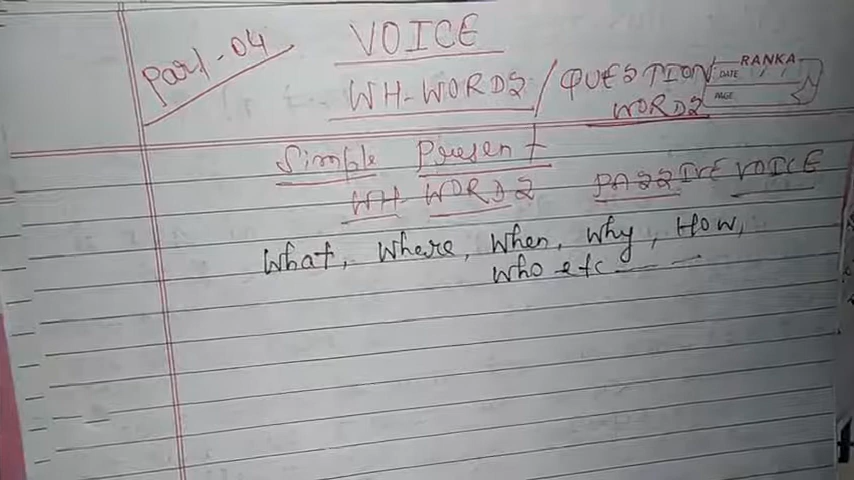 Part-04
VOICE
WH-WORDS / QUESTION WORDS
RANKA
DATE
PAGE
Simple Present
WH WORDS PASSIVE VOICE
What, Where, When, Why, How,
Who etc